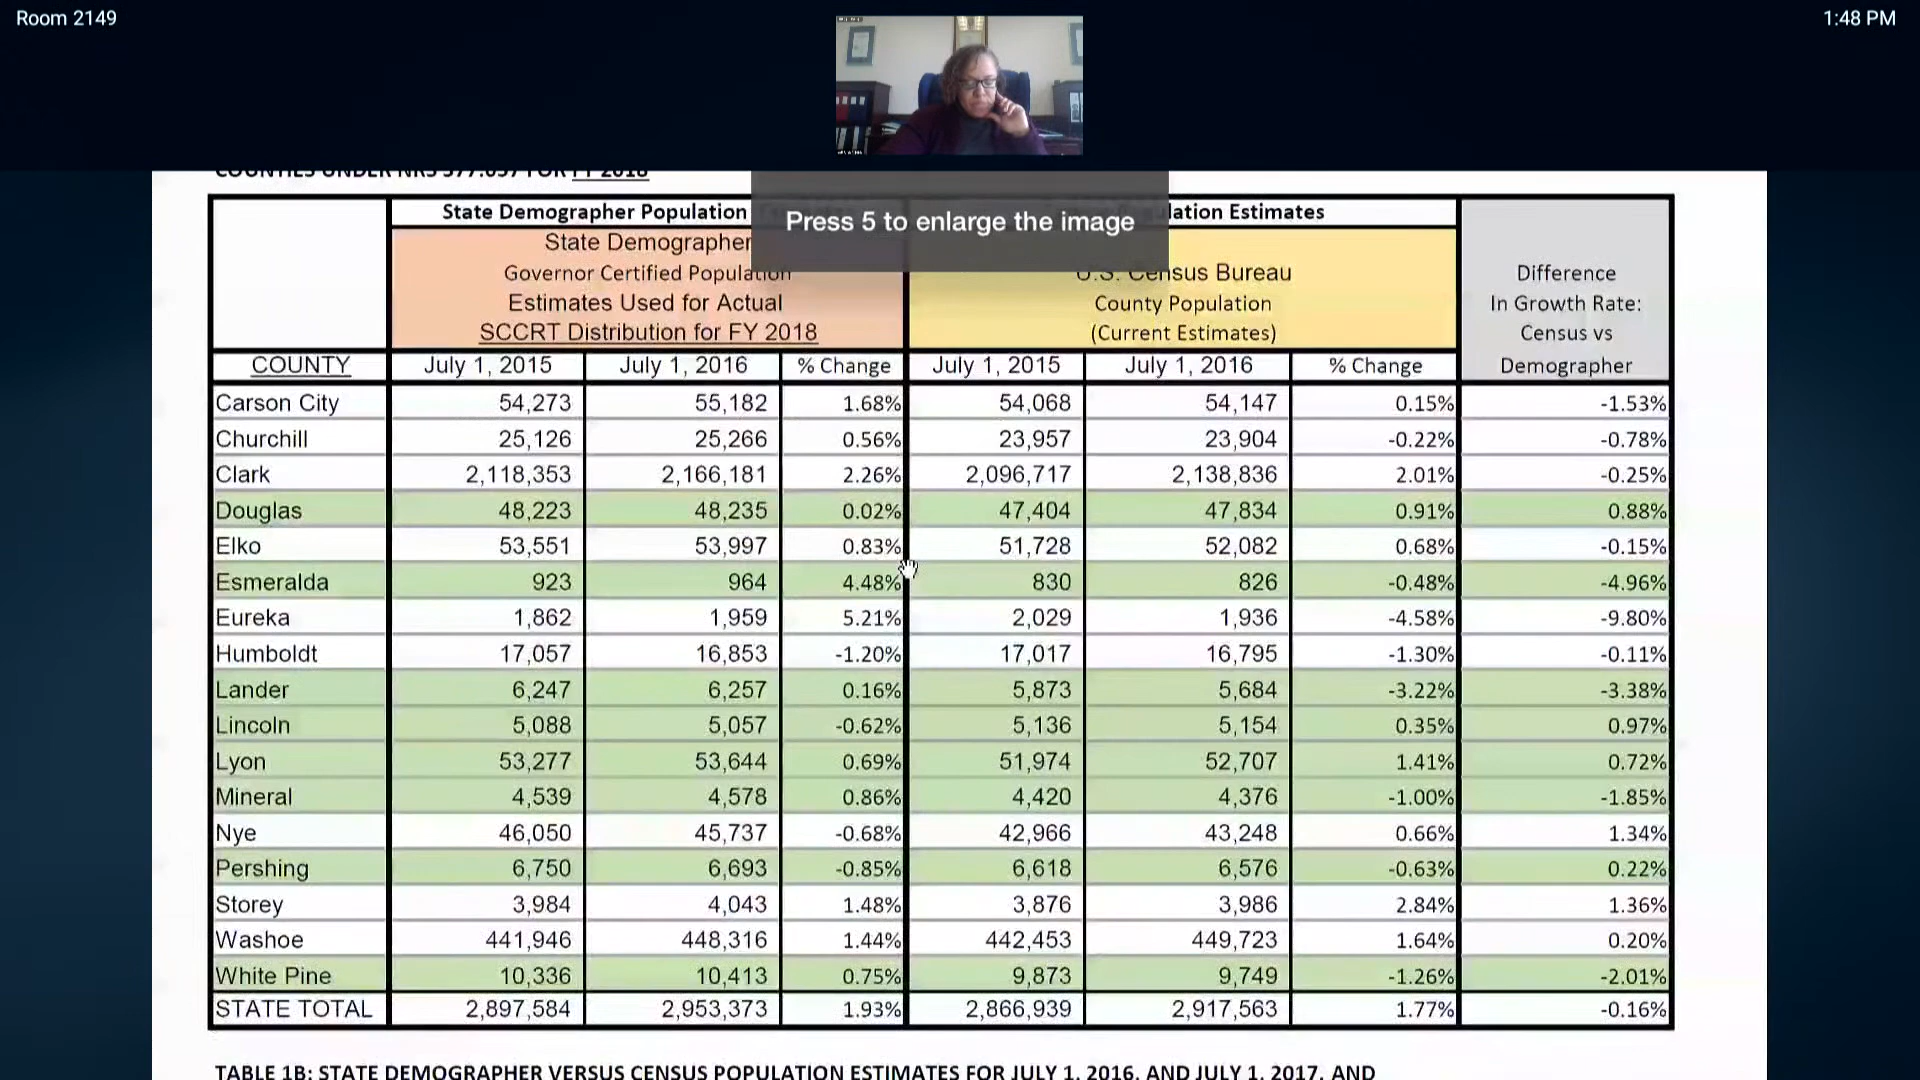 Room 2149
1:48 PM
COUNTIES UNDER NRS 377.057 FOR FY 2018
State Demographer Population
Population Estimates
Press 5 to enlarge the image
State Demographer
Governor Certified Population
Estimates Used for Actual
SCCRT Distribution for FY 2018
U.S. Census Bureau
County Population
(Current Estimates)
Difference
In Growth Rate:
Census vs
Demographer
COUNTY July 1, 2015 July 1, 2016 % Change July 1, 2015 July 1, 2016 % Change
Carson City 54,273 55,182 1.68% 54,068 54,147 0.15% -1.53%
Churchill 25,126 25,266 0.56% 23,957 23,904 -0.22% -0.78%
Clark 2,118,353 2,166,181 2.26% 2,096,717 2,138,836 2.01% -0.25%
Douglas 48,223 48,235 0.02% 47,404 47,834 0.91% 0.88%
Elko 53,551 53,997 0.83% 51,728 52,082 0.68% -0.15%
Esmeralda 923 964 4.48% 830 826 -0.48% -4.96%
Eureka 1,862 1,959 5.21% 2,029 1,936 -4.58% -9.80%
Humboldt 17,057 16,853 -1.20% 17,017 16,795 -1.30% -0.11%
Lander 6,247 6,257 0.16% 5,873 5,684 -3.22% -3.38%
Lincoln 5,088 5,057 -0.62% 5,136 5,154 0.35% 0.97%
Lyon 53,277 53,644 0.69% 51,974 52,707 1.41% 0.72%
Mineral 4,539 4,578 0.86% 4,420 4,376 -1.00% -1.85%
Nye 46,050 45,737 -0.68% 42,966 43,248 0.66% 1.34%
Pershing 6,750 6,693 -0.85% 6,618 6,576 -0.63% 0.22%
Storey 3,984 4,043 1.48% 3,876 3,986 2.84% 1.36%
Washoe 441,946 448,316 1.44% 442,453 449,723 1.64% 0.20%
White Pine 10,336 10,413 0.75% 9,873 9,749 -1.26% -2.01%
STATE TOTAL 2,897,584 2,953,373 1.93% 2,866,939 2,917,563 1.77% -0.16%
TABLE 1B: STATE DEMOGRAPHER VERSUS CENSUS POPULATION ESTIMATES FOR JULY 1, 2016, AND JULY 1, 2017, AND